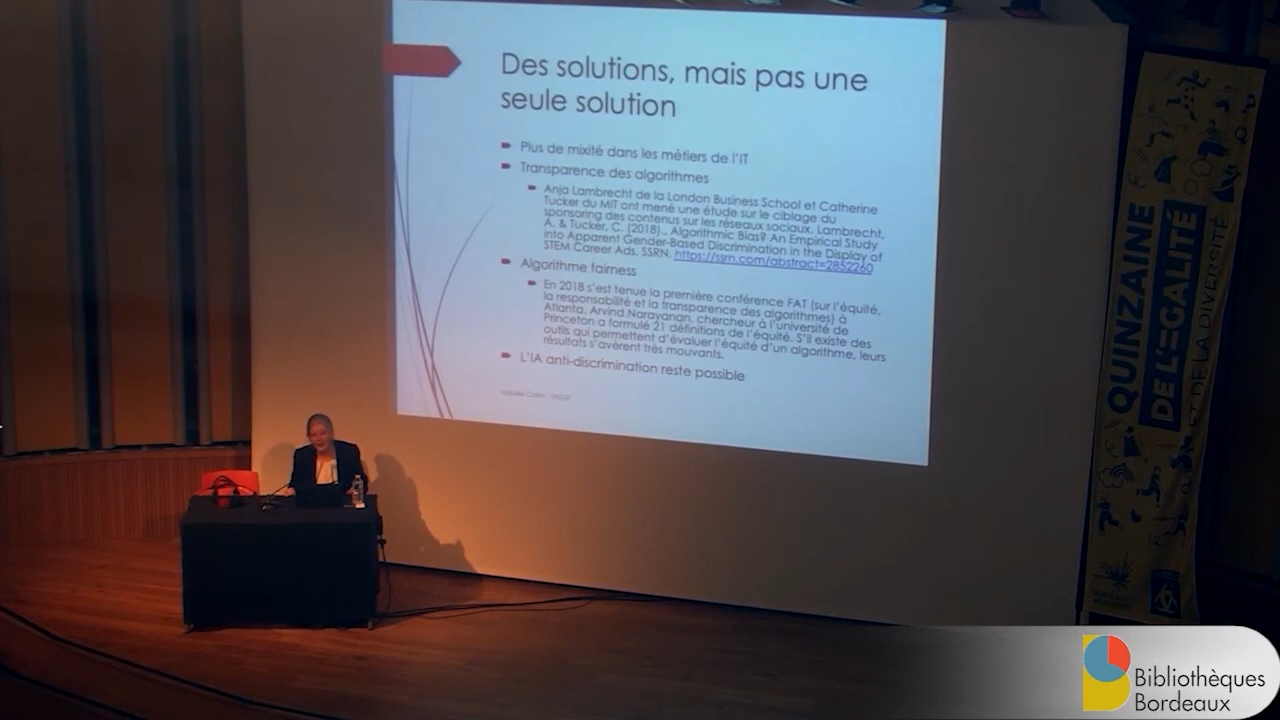 Des solutions, mais pas une
seule solution
Plus de mixité dans les métiers de l'IT
Transparence des algorithmes
Anja Lambrecht de la London Business School et Catherine
Tucker du MIT ont mené une étude sur le ciblage du
sponsoring des contenus sur les réseaux sociaux. Lambrecht,
A. & Tucker, C. (2018).. Algorithmic Bias? An Empirical Study
into Apparent Gender-Based Discrimination in the Display of
STEM Career Ads. SSRN. https://ssrn.com/abstract=2852260
Algorithme fairness
En 2018 s'est tenue la première conférence FAT (sur l'équité,
la responsabilité et la transparence des algorithmes) à
Atlanta. Arvind Narayanan, chercheur à l'université de
Princeton a formulé 21 définitions de l'équité. S'il existe des
outils qui permettent d'évaluer l'équité d'un algorithme, leurs
résultats s'avèrent très mouvants.
L'IA anti-discrimination reste possible
QUINZAINE
DE L'EGALITÉ
ET DE LA DIVERSITÉ
Bibliothèques
Bordeaux